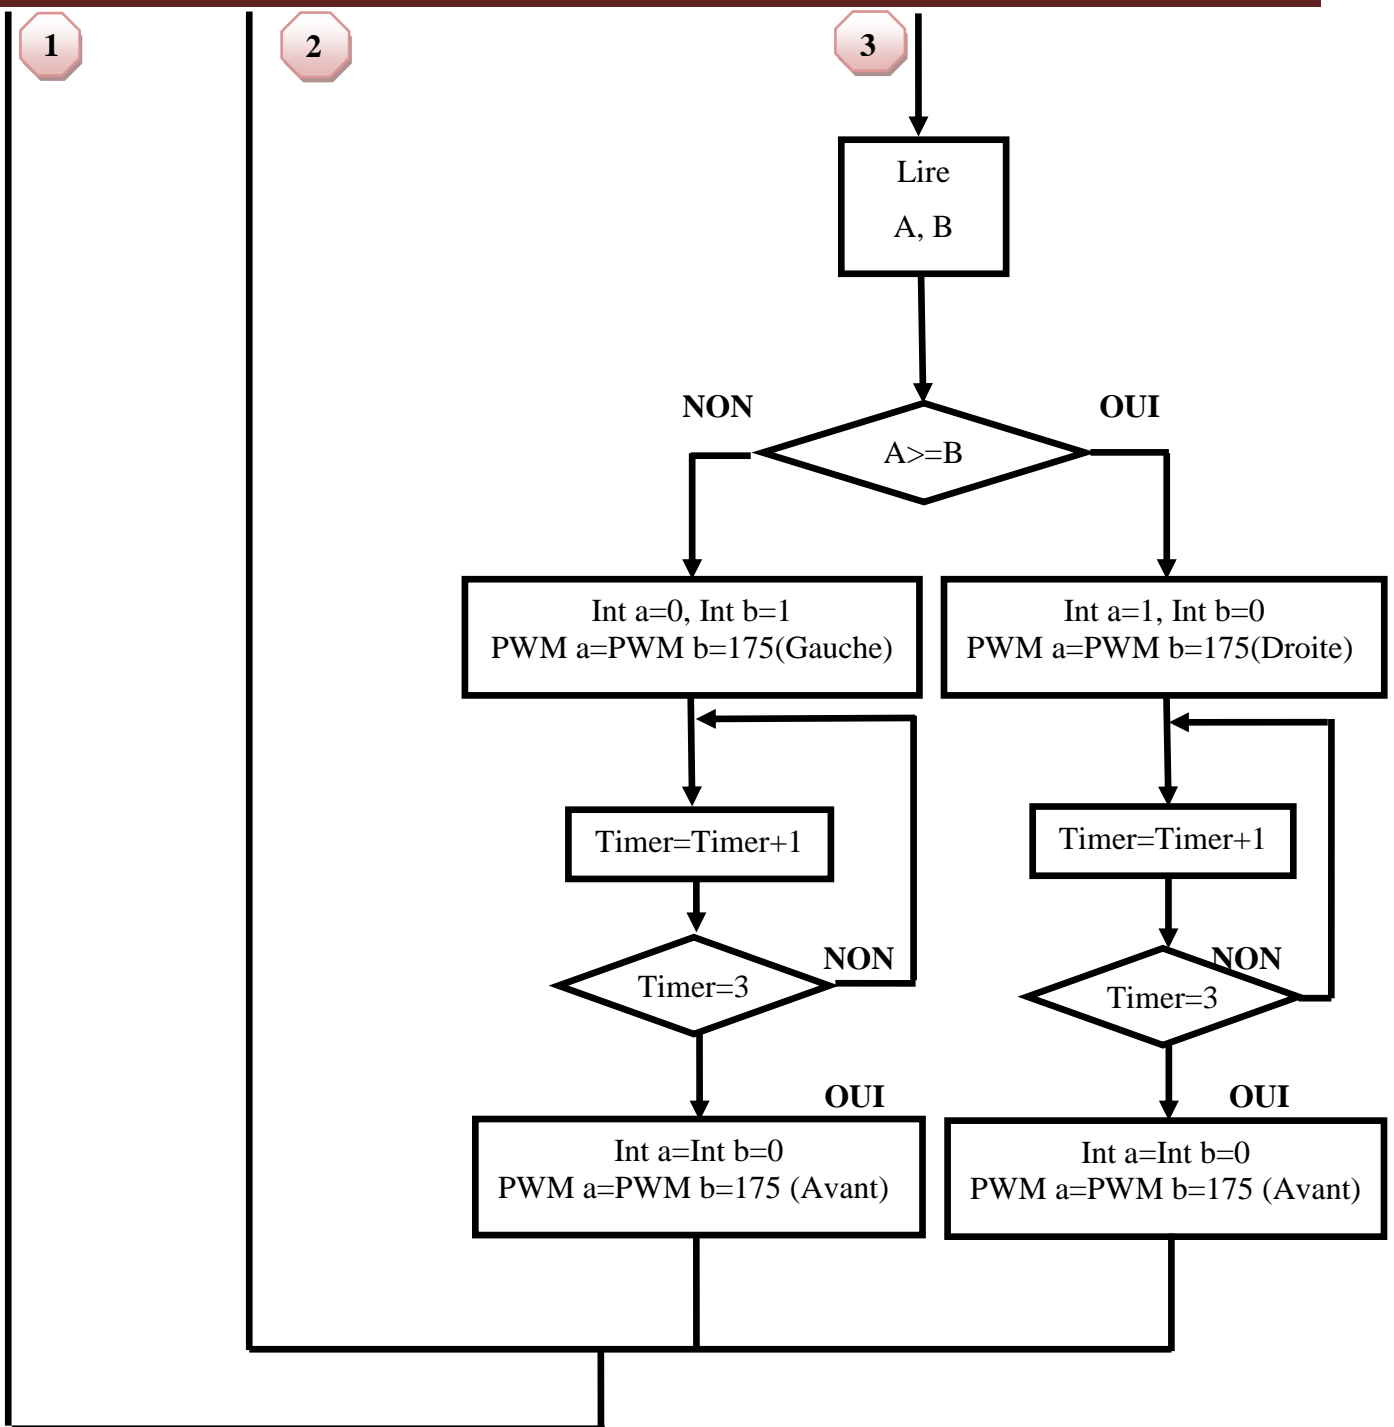 1
2
3
Lire
A, B
NON
OUI
A>=B
Int a=0, Int b=1
PWM a=PWM b=175(Gauche)
Int a=1, Int b=0
PWM a=PWM b=175(Droite)
Timer=Timer+1
Timer=Timer+1
NON
Timer=3
NON
Timer=3
OUI
OUI
Int a=Int b=0
PWM a=PWM b=175 (Avant)
Int a=Int b=0
PWM a=PWM b=175 (Avant)